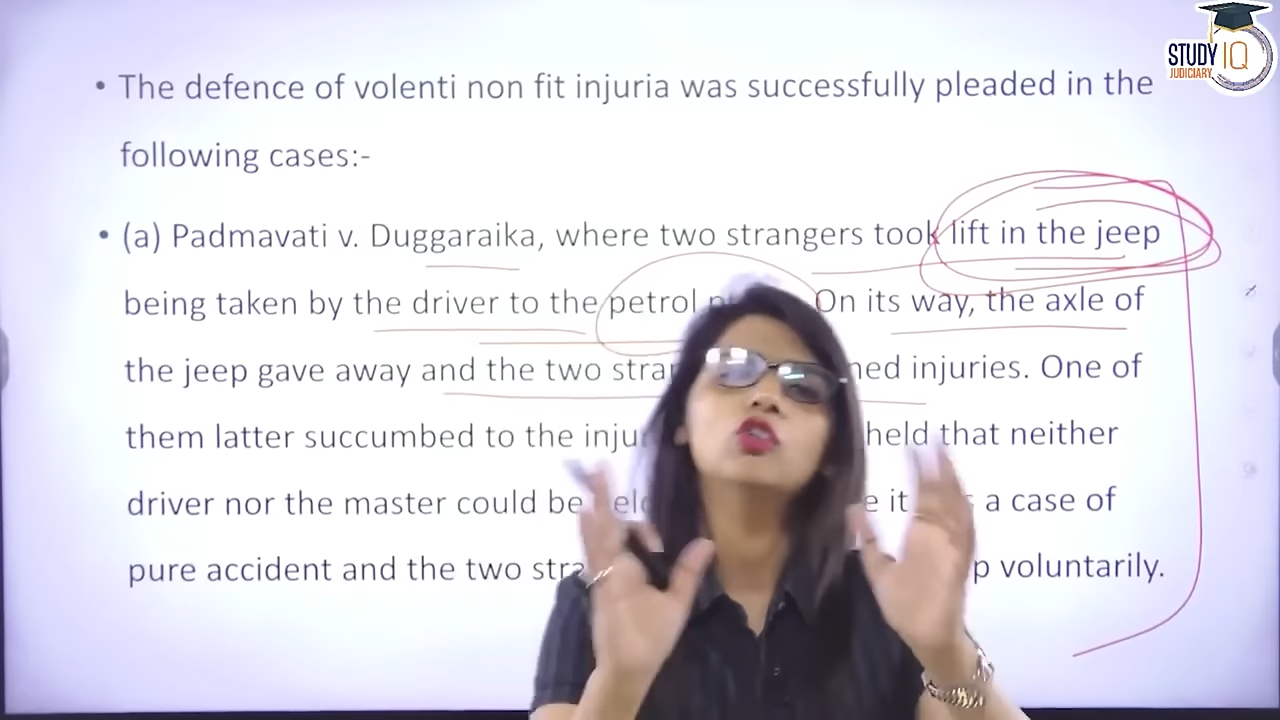 STUDY IQ
JUDICIARY
• The defence of volenti non fit injuria was successfully pleaded in the
following cases:-
• (a) Padmavati v. Duggaraika, where two strangers took lift in the jeep
being taken by the driver to the petrol On its way, the axle of
the jeep gave away and the two injuries. One of
them latter succumbed to the held that neither
driver nor the master could be it a case of
pure accident and the two voluntarily.